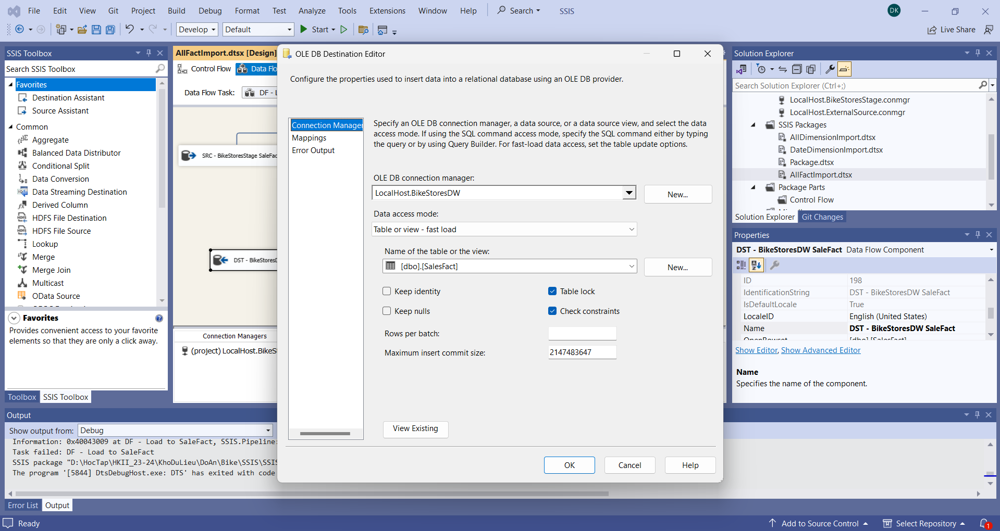 File Edit View Git Project Build Debug Format Test Analyze Tools Extensions Window Help Search SSIS DK
Develop Default Start Live Share
SSIS Toolbox
Search SSIS Toolbox
Favorites
Destination Assistant
Source Assistant
Common
Aggregate
Balanced Data Distributor
Conditional Split
Data Conversion
Data Streaming Destination
Derived Column
HDFS File Destination
HDFS File Source
Lookup
Merge
Merge Join
Multicast
OData Source
Favorites
Provides convenient access to your favorite
elements so that they are only a click away.
Toolbox SSIS Toolbox
AllFactImport.dtsx [Design]
Control Flow Data Flo
Data Flow Task: DF - L
SRC - BikeStoresStage SaleFac
DST - BikeStoresD
Connection Managers
(project) LocalHost.BikeS
OLE DB Destination Editor
Configure the properties used to insert data into a relational database using an OLE DB provider.
Connection Manager
Mappings
Error Output
Specify an OLE DB connection manager, a data source, or a data source view, and select the data
access mode. If using the SQL command access mode, specify the SQL command either by typing
the query or by using Query Builder. For fast-load data access, set the table update options.
OLE DB connection manager:
LocalHost.BikeStoresDW New...
Data access mode:
Table or view - fast load
Name of the table or the view:
[dbo].[SalesFact] New...
Keep identity Table lock
Keep nulls Check constraints
Rows per batch:
Maximum insert commit size: 2147483647
View Existing
OK Cancel Help
Solution Explorer
Search Solution Explorer (Ctrl+;)
LocalHost.BikeStoresStage.conmgr
LocalHost.ExternalSource.conmgr
SSIS Packages
AllDimensionImport.dtsx
DateDimensionImport.dtsx
Package.dtsx
AllFactImport.dtsx
Package Parts
Control Flow
Solution Explorer Git Changes
Properties
DST - BikeStoresDW SaleFact Data Flow Component
ID 198
IdentificationString DST - BikeStoresDW SaleFact
IsDefaultLocale True
LocaleID English (United States)
Name DST - BikeStoresDW SaleFact
OpenRowset [dbo].[SalesFact]
Show Editor, Show Advanced Editor
Name
Specifies the name of the component.
Output
Show output from: Debug
Information: 0x40043009 at DF - Load to SaleFact, SSIS.Pipeline:
Task failed: DF - Load to SaleFact
SSIS package "D:\HocTap\HKII_23-24\KhoDuLieu\DoAn\Bike\SSIS\SSIS
The program '[5844] DtsDebugHost.exe: DTS' has exited with code
Error List Output
Ready Add to Source Control Select Repository 1